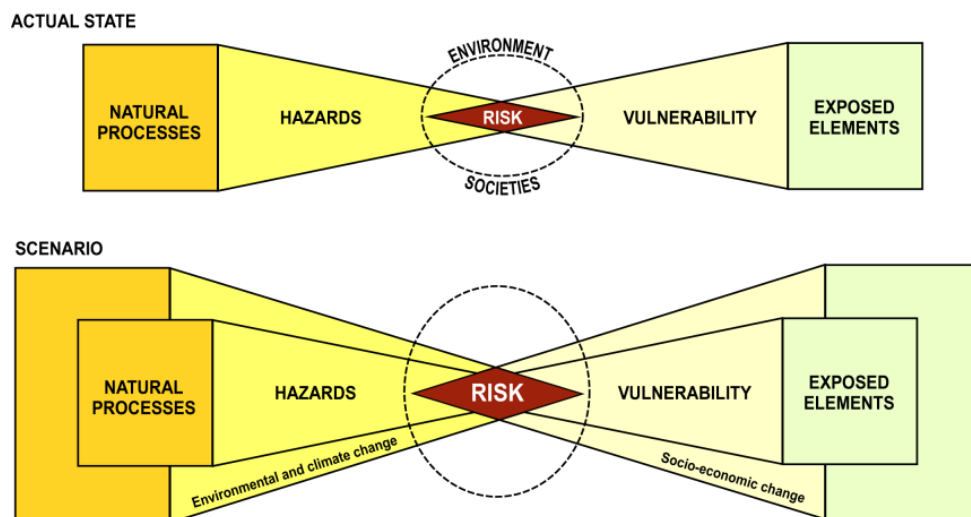 ACTUAL STATE
ENVIRONMENT
NATURAL
PROCESSES
HAZARDS
RISK
VULNERABILITY
EXPOSED
ELEMENTS
SOCIETIES
SCENARIO
NATURAL
PROCESSES
HAZARDS
RISK
VULNERABILITY
EXPOSED
ELEMENTS
Environmental and climate change
Socio-economic change